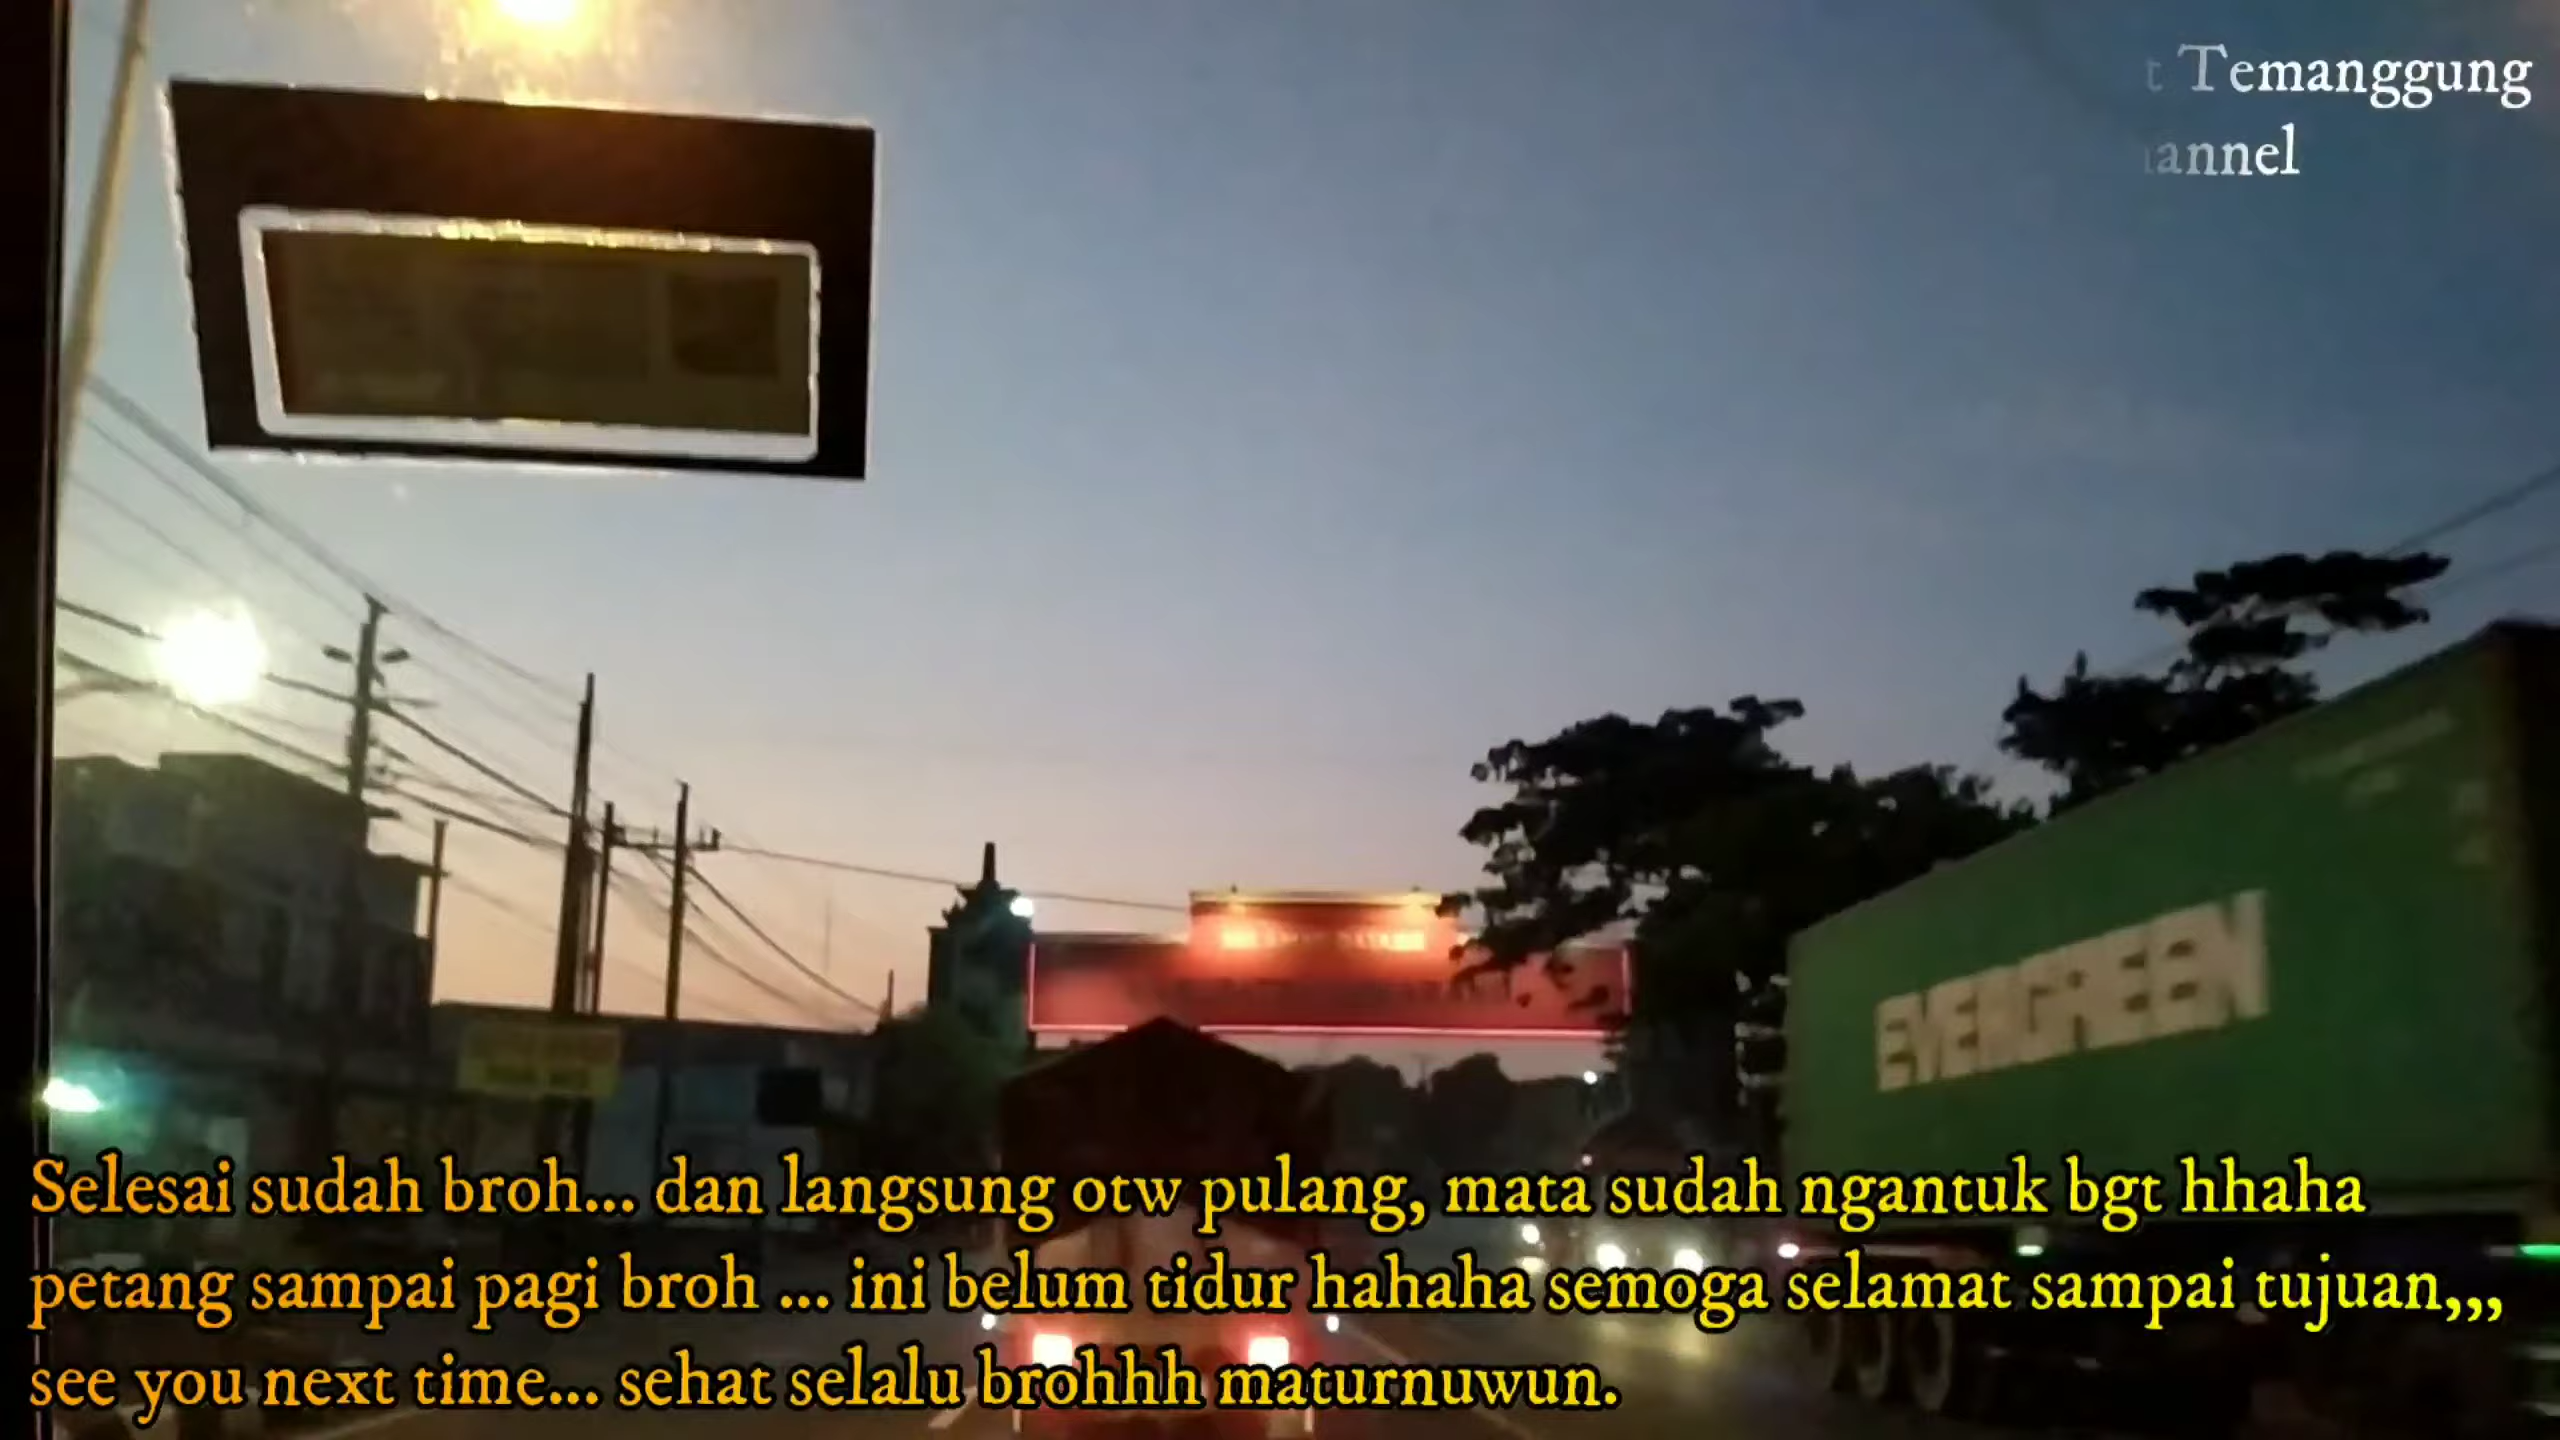 Temanggung
EVERGREEN
Selesai sudah broh... dan langsung otw pulang, mata sudah ngantuk bgt hhaha
petang sampai pagi broh ... ini belum tidur hahaha semoga selamat sampai tujuan,,,
see you next time... sehat selalu brohhh maturnuwun.